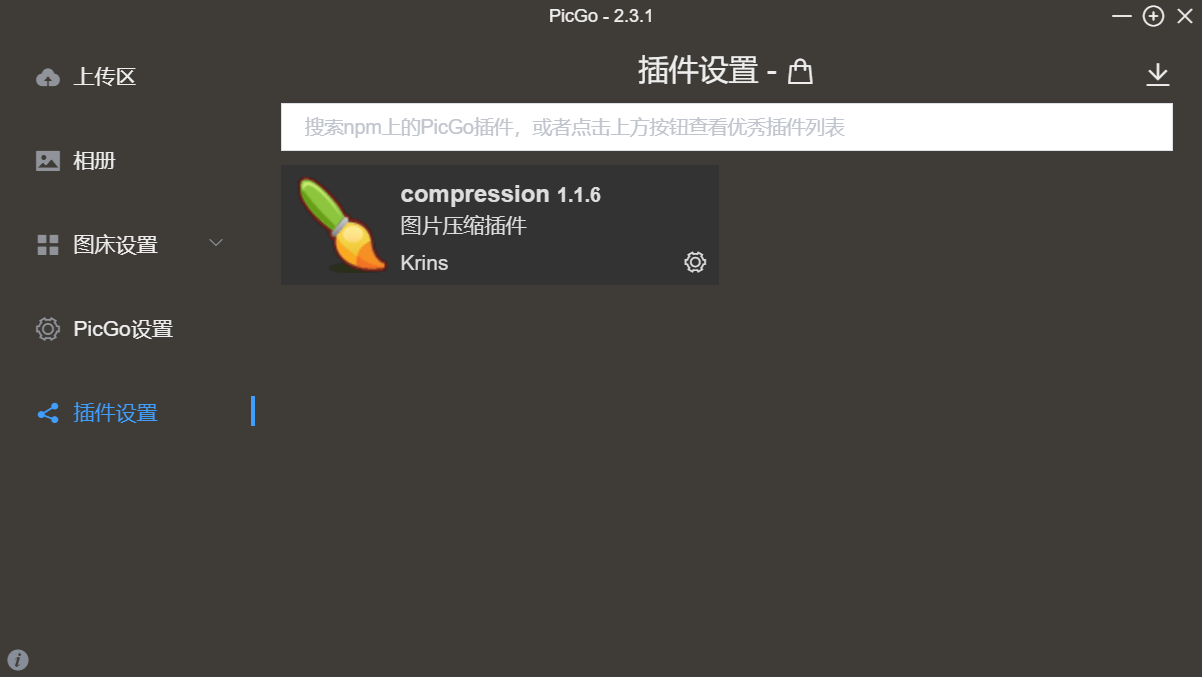 PicGo - 2.3.1
上传区
相册
图床设置
PicGo设置
插件设置
插件设置 -
搜索npm上的PicGo插件，或者点击上方按钮查看优秀插件列表
compression 1.1.6
图片压缩插件
Krins